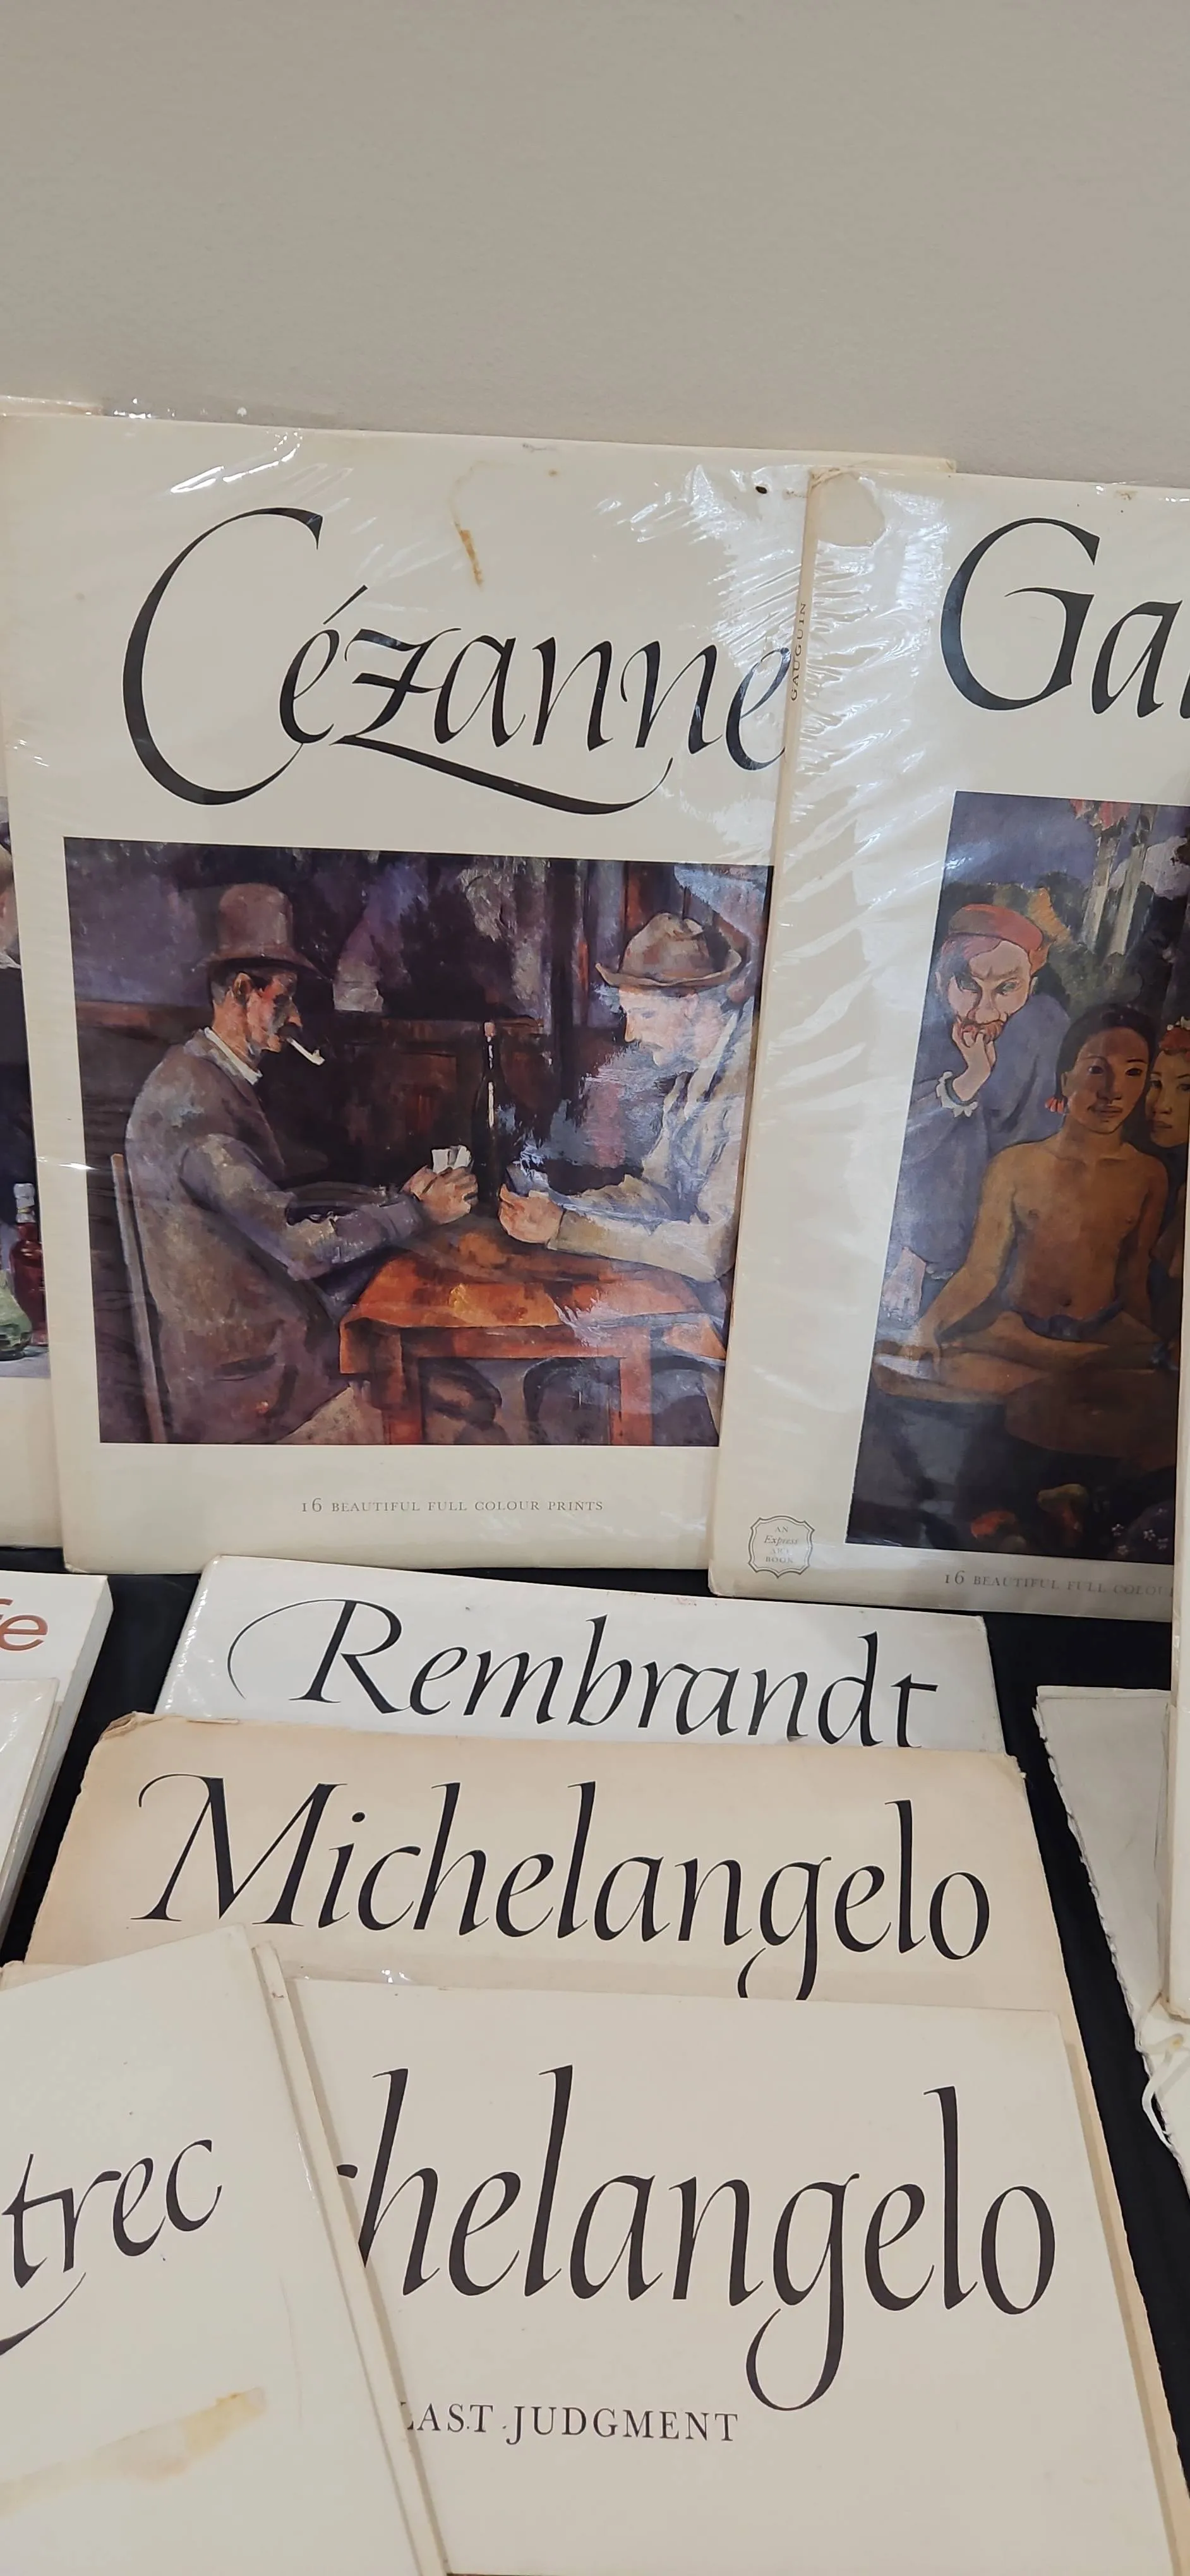 Cézanne
GAUGUIN
Ga
16 BEAUTIFUL FULL COLOUR PRINTS
AN
Express
ART
BOOK
16 BEAUTIFUL FULL COLOU
fe
Rembrandt
Michelangelo
trec
helangelo
LAST JUDGMENT